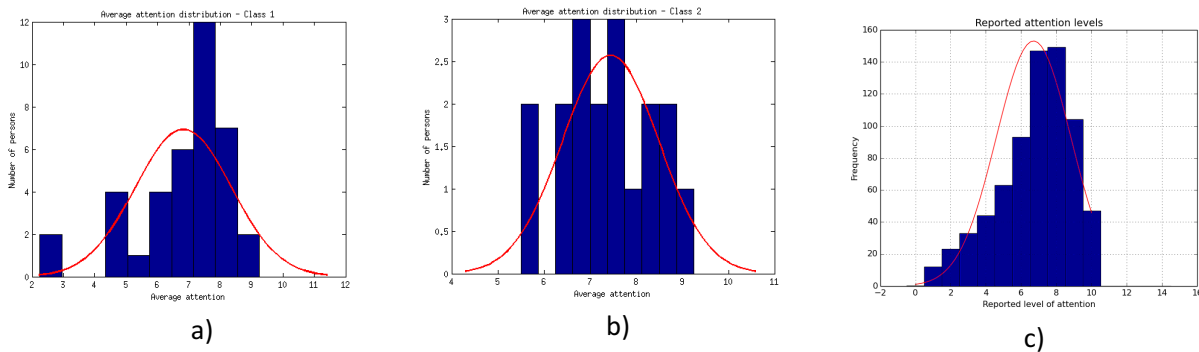 Average attention distribution - Class 1
Number of persons
12
10
8
6
4
2
0
2 3 4 5 6 7 8 9 10 11 12
Average attention
a)
Average attention distribution - Class 2
Number of persons
3
2.5
2
1.5
1
0.5
0
4 5 6 7 8 9 10 11
Average attention
b)
Reported attention levels
Frequency
160
140
120
100
80
60
40
20
0
−2 0 2 4 6 8 10 12 14 16
Reported level of attention
c)